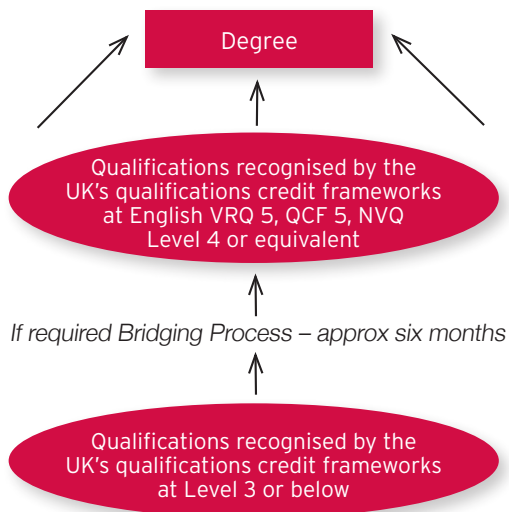 Degree
Qualifications recognised by the
UK's qualifications credit frameworks
at English VRQ 5, QCF 5, NVQ
Level 4 or equivalent
If required Bridging Process – approx six months
Qualifications recognised by the
UK's qualifications credit frameworks
at Level 3 or below